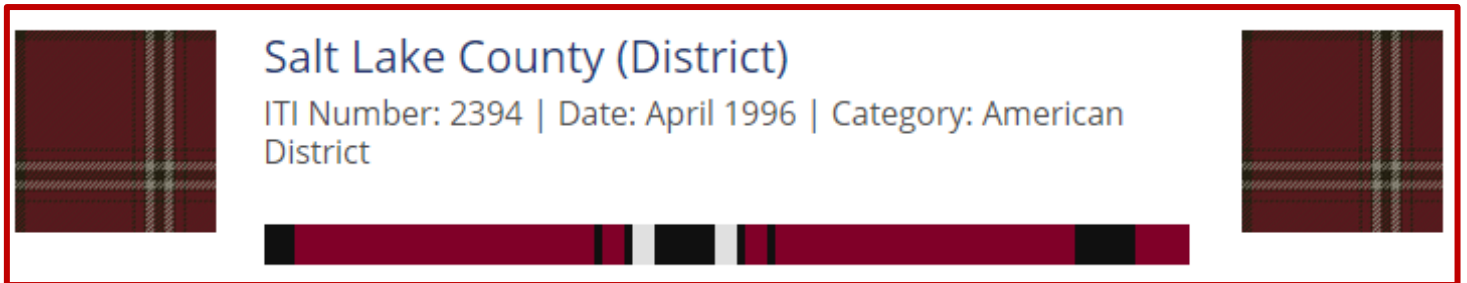 Salt Lake County (District)
ITI Number: 2394 | Date: April 1996 | Category: American
District